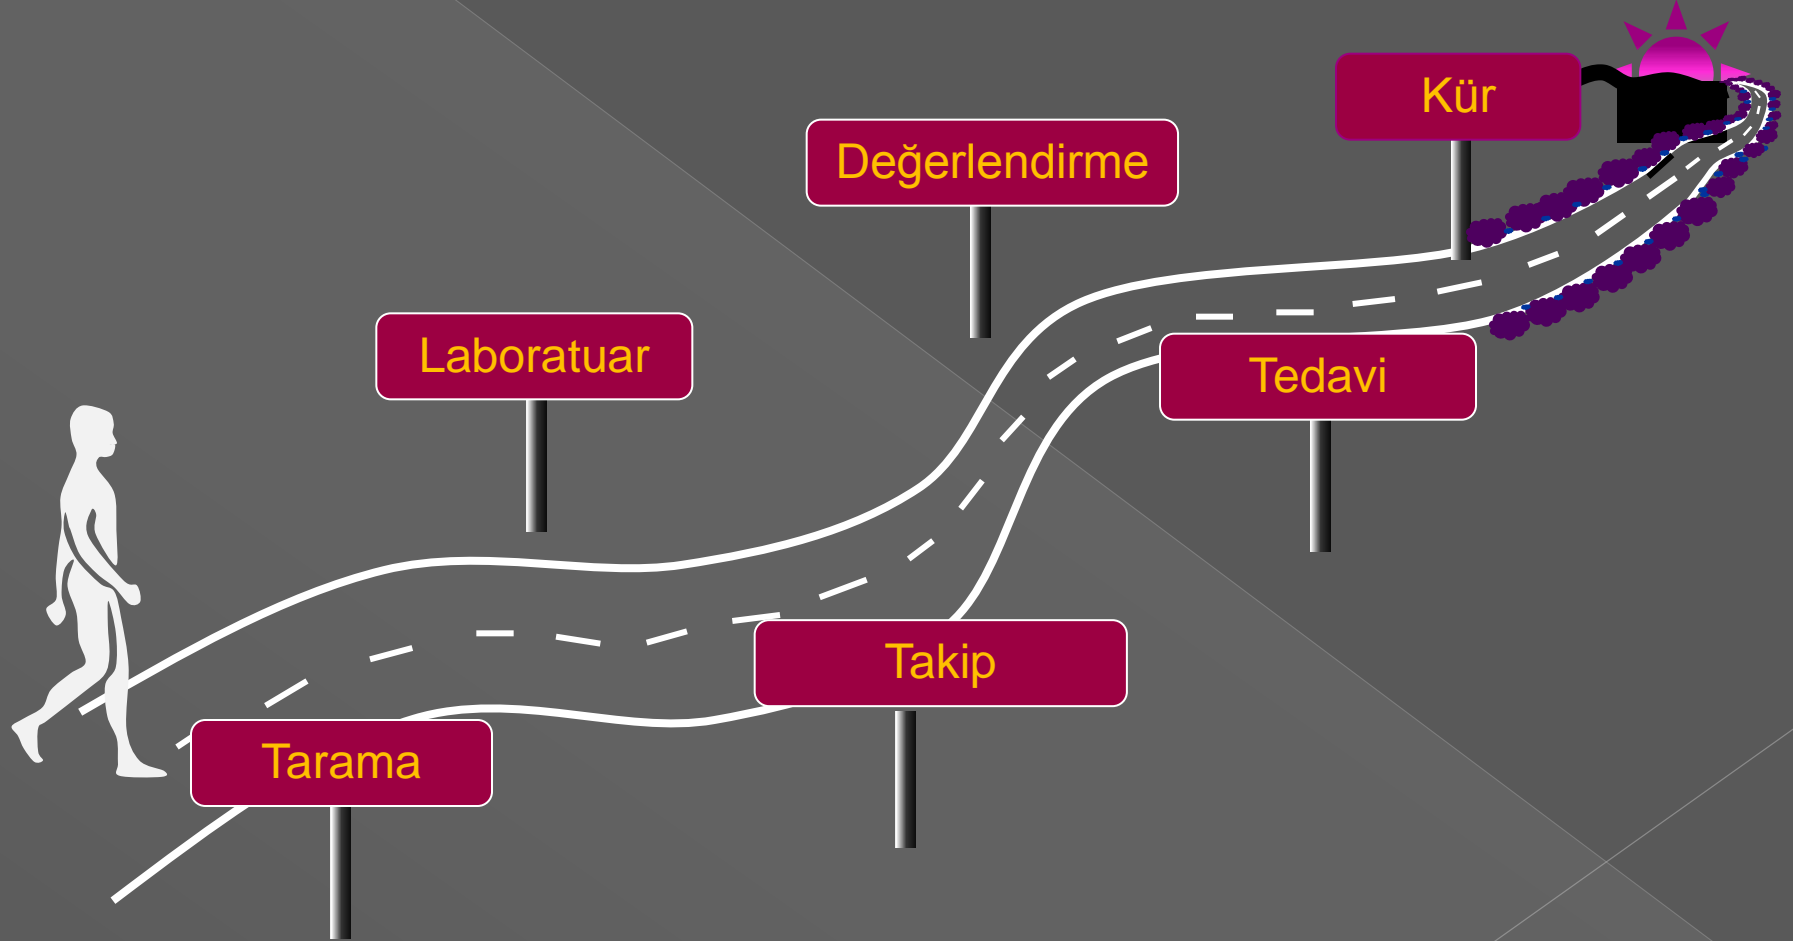 Kür
Değerlendirme
Laboratuar
Tedavi
Takip
Tarama